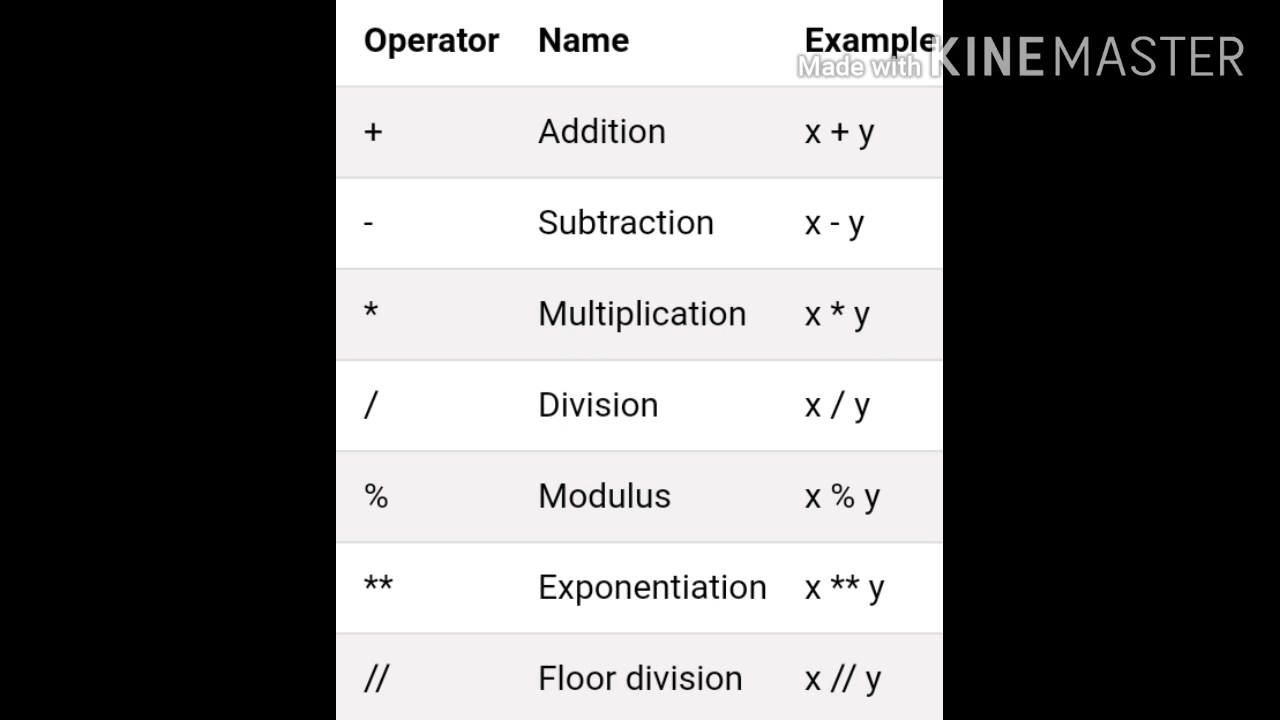 Operator Name Example
Made with KINEMASTER
+ Addition x + y
- Subtraction x - y
* Multiplication x * y
/ Division x / y
% Modulus x % y
** Exponentiation x ** y
// Floor division x // y